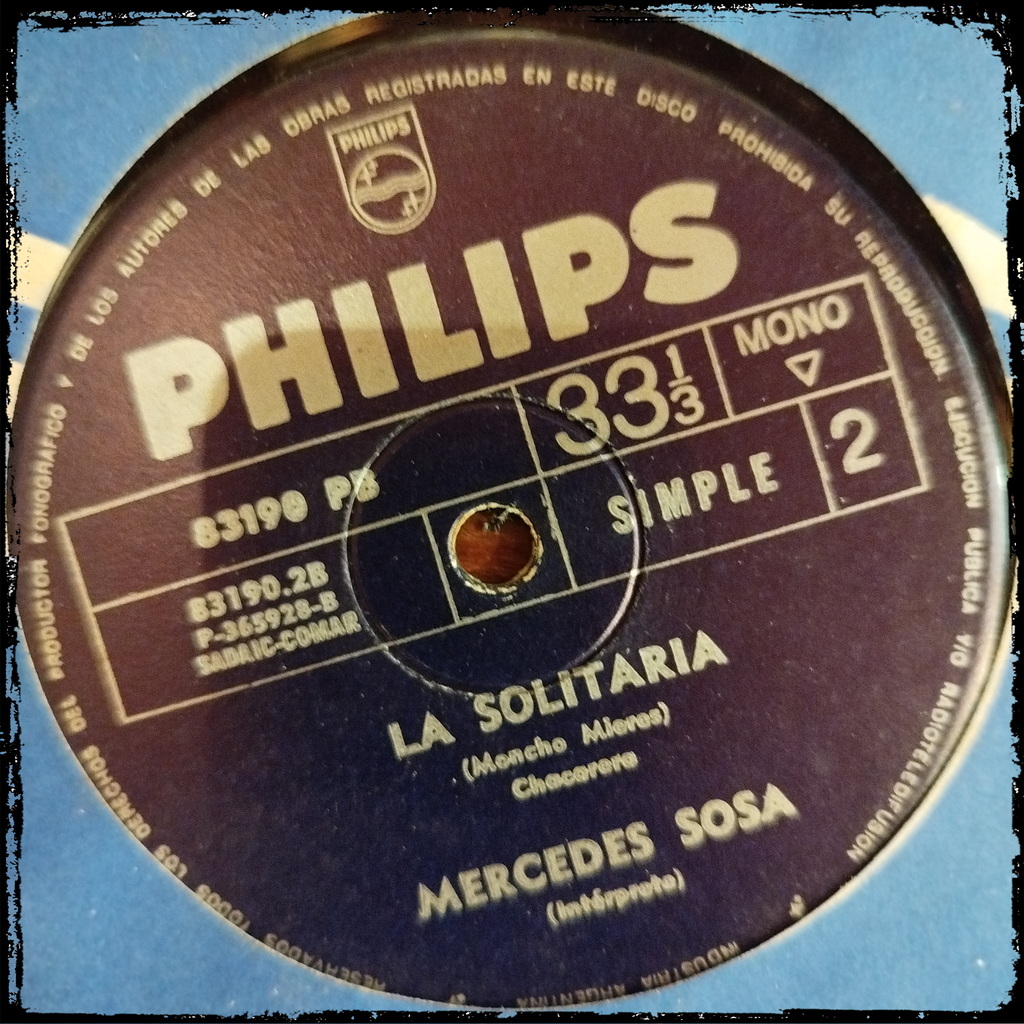 RESERVADOS TODOS LOS DERECHOS DEL PRODUCTOR FONOGRAFICO Y DE LOS AUTORES DE LAS OBRAS REGISTRADAS EN ESTE DISCO PROHIBIDA SU REPRODUCCION EJECUCION PUBLICA Y/O RADIOTELEDIFUSION
PHILIPS
PHILIPS
33 1/3
MONO
83190 PB
SIMPLE
2
83190.2B
P-365928-B
SADAIC-COMAR
LA SOLITARIA
(Moncho Mieres)
Chacarera
MERCEDES SOSA
(Intérprete)
INDUSTRIA ARGENTINA